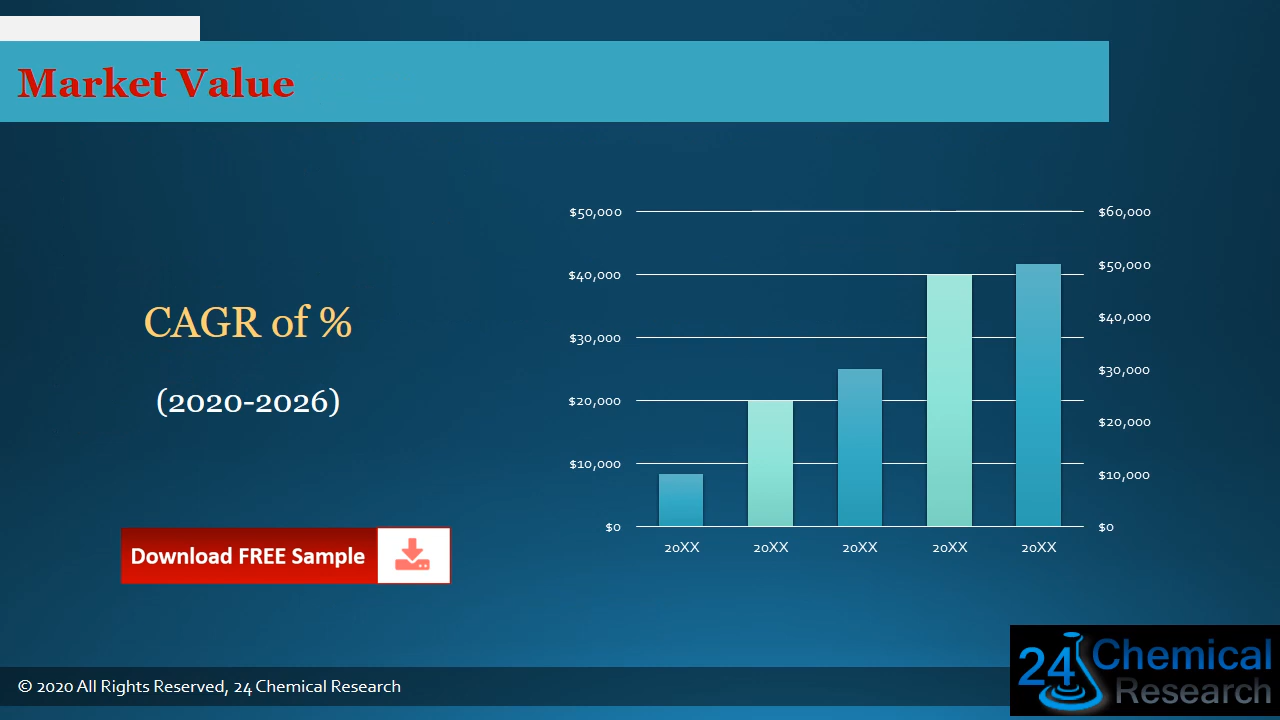 Market Value
CAGR of %
(2020-2026)
Download FREE Sample
$50,000
$40,000
$30,000
$20,000
$10,000
$0
$60,000
$50,000
$40,000
$30,000
$20,000
$10,000
$0
20XX 20XX 20XX 20XX 20XX
© 2020 All Rights Reserved, 24 Chemical Research
24 Chemical
Research